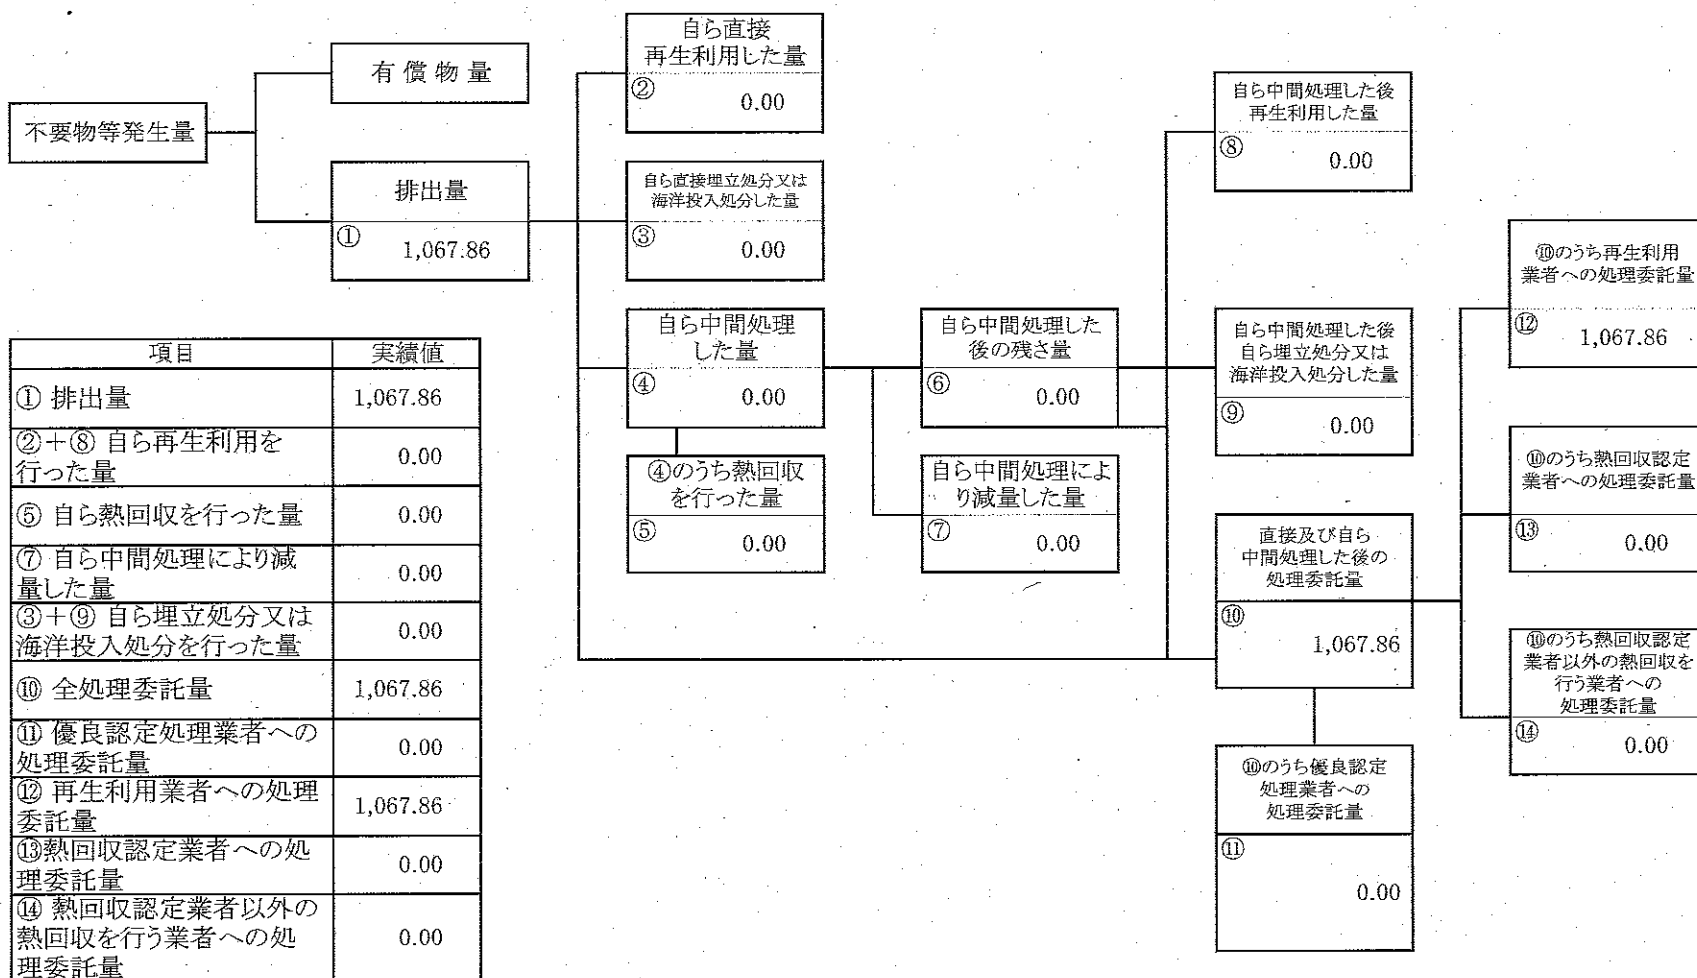 不要物等発生量
有償物量
排出量
① 1,067.86
自ら直接
再生利用した量
② 0.00
自ら直接埋立処分又は
海洋投入処分した量
③ 0.00
自ら中間処理
した量
④ 0.00
④のうち熱回収
を行った量
⑤ 0.00
自ら中間処理した
後の残さ量
⑥ 0.00
自ら中間処理によ
り減量した量
⑦ 0.00
自ら中間処理した後
再生利用した量
⑧ 0.00
自ら中間処理した後
自ら埋立処分又は
海洋投入処分した量
⑨ 0.00
直接及び自ら
中間処理した後の
処理委託量
⑩ 1,067.86
⑩のうち優良認定
処理業者への
処理委託量
⑪ 0.00
⑩のうち再生利用
業者への処理委託量
⑫ 1,067.86
⑩のうち熱回収認定
業者への処理委託量
⑬ 0.00
⑩のうち熱回収認定
業者以外の熱回収を
行う業者への
処理委託量
⑭ 0.00
項目 実績値
① 排出量 1,067.86
②+⑧ 自ら再生利用を
行った量 0.00
⑤ 自ら熱回収を行った量 0.00
⑦ 自ら中間処理により減
量した量 0.00
③+⑨ 自ら埋立処分又は
海洋投入処分を行った量 0.00
⑩ 全処理委託量 1,067.86
⑪ 優良認定処理業者への
処理委託量 0.00
⑫ 再生利用業者への処理
委託量 1,067.86
⑬熱回収認定業者への処
理委託量 0.00
⑭ 熱回収認定業者以外の
熱回収を行う業者への処
理委託量 0.00